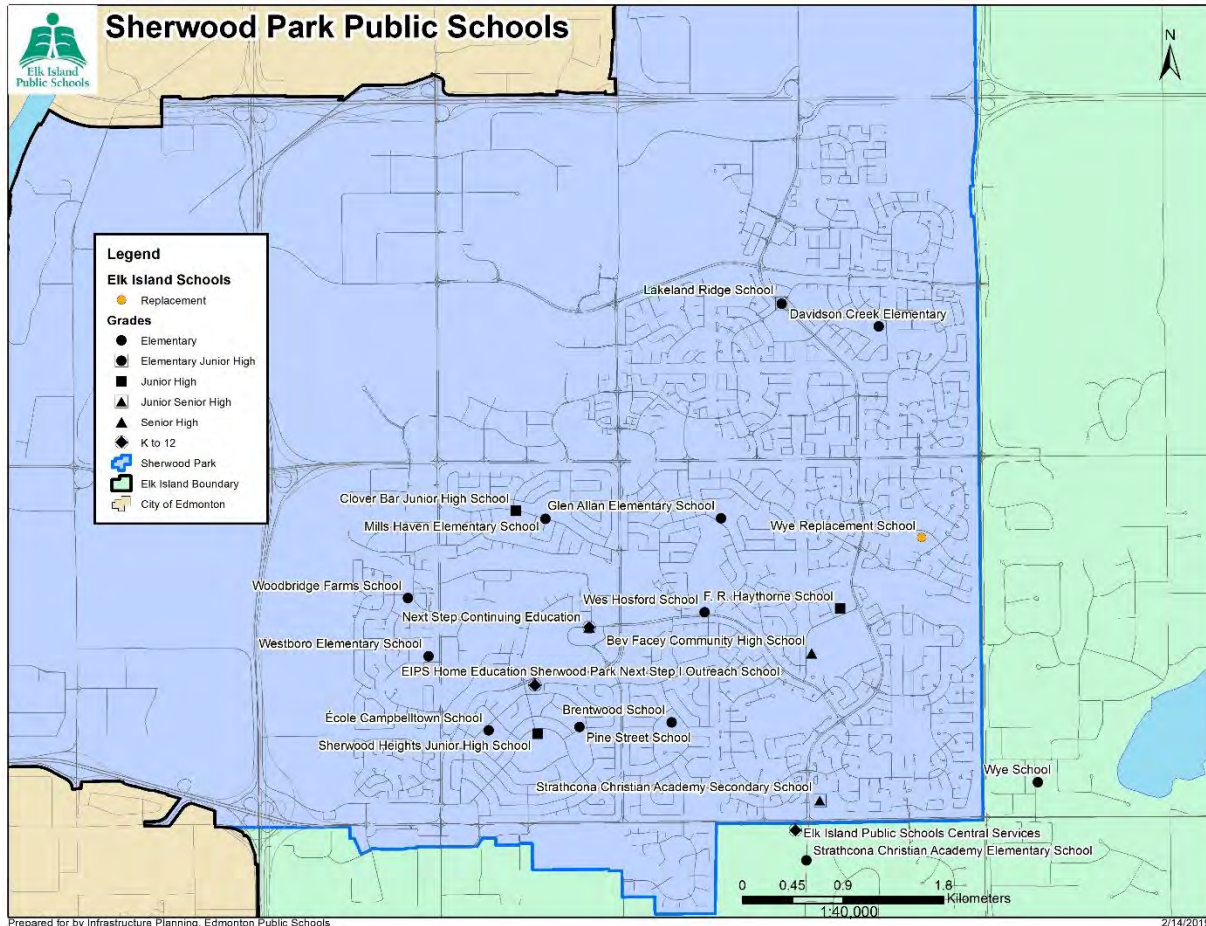 Sherwood Park Public Schools
Elk Island
Public Schools
N
Legend
Elk Island Schools
Replacement
Grades
Elementary
Elementary Junior High
Junior High
Junior Senior High
Senior High
K to 12
Sherwood Park
Elk Island Boundary
City of Edmonton
Lakeland Ridge School
Davidson Creek Elementary
Clover Bar Junior High School
Glen Allan Elementary School
Mills Haven Elementary School
Wye Replacement School
Woodbridge Farms School
Wes Hosford School
F. R. Haythorne School
Next Step Continuing Education
Bev Facey Community High School
Westboro Elementary School
EIPS Home Education Sherwood Park Next Step I Outreach School
Brentwood School
École Campbelltown School
Pine Street School
Sherwood Heights Junior High School
Wye School
Strathcona Christian Academy Secondary School
Elk Island Public Schools Central Services
Strathcona Christian Academy Elementary School
0 0.45 0.9 1.8
Kilometers
1:40,000
Prepared for by Infrastructure Planning, Edmonton Public Schools
2/14/2019